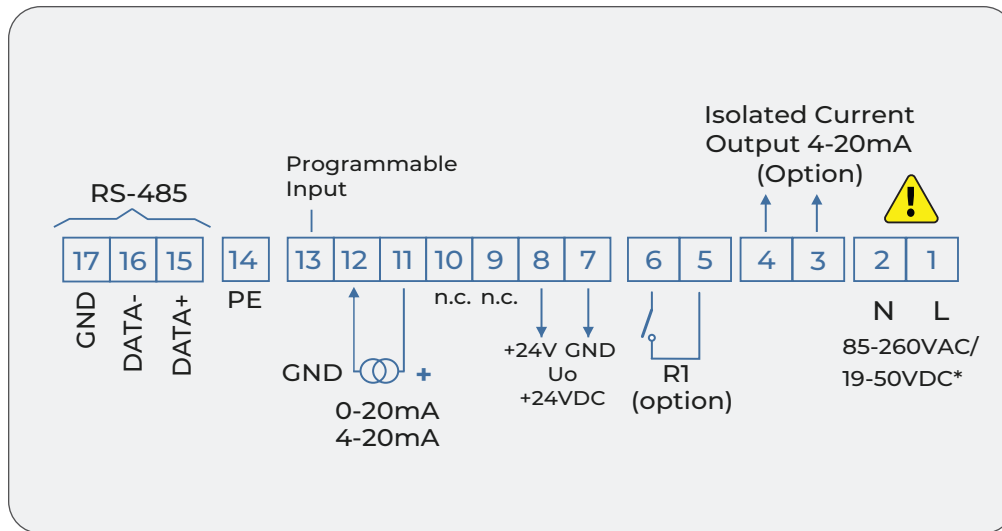 Isolated Current
Output 4-20mA
(Option)
Programmable
Input
RS-485
!
17 16 15 14 13 12 11 10 9 8 7 6 5 4 3 2 1
GND
DATA-
DATA+
PE
n.c. n.c.
N L
+24V GND
Uo
+24VDC
GND +
0-20mA
4-20mA
R1
(option)
85-260VAC/
19-50VDC*